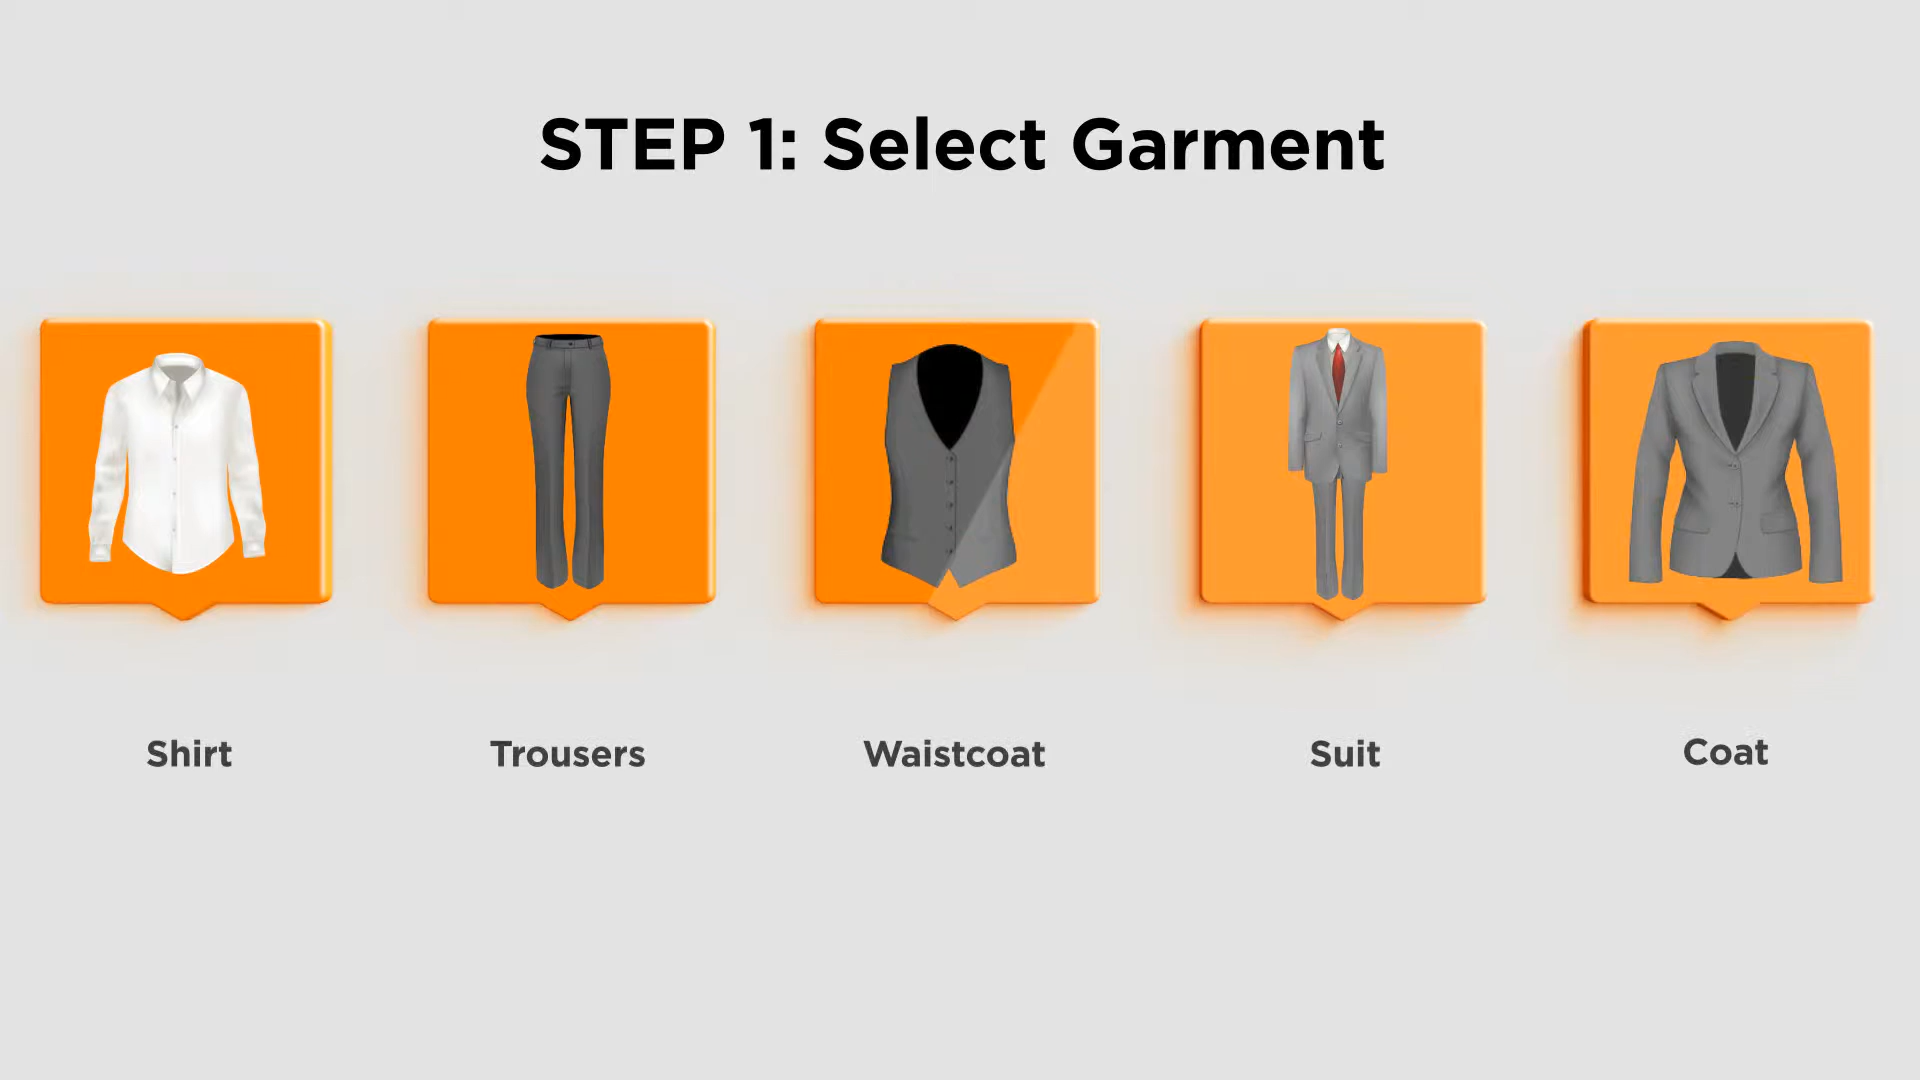 STEP 1: Select Garment
Shirt
Trousers
Waistcoat
Suit
Coat